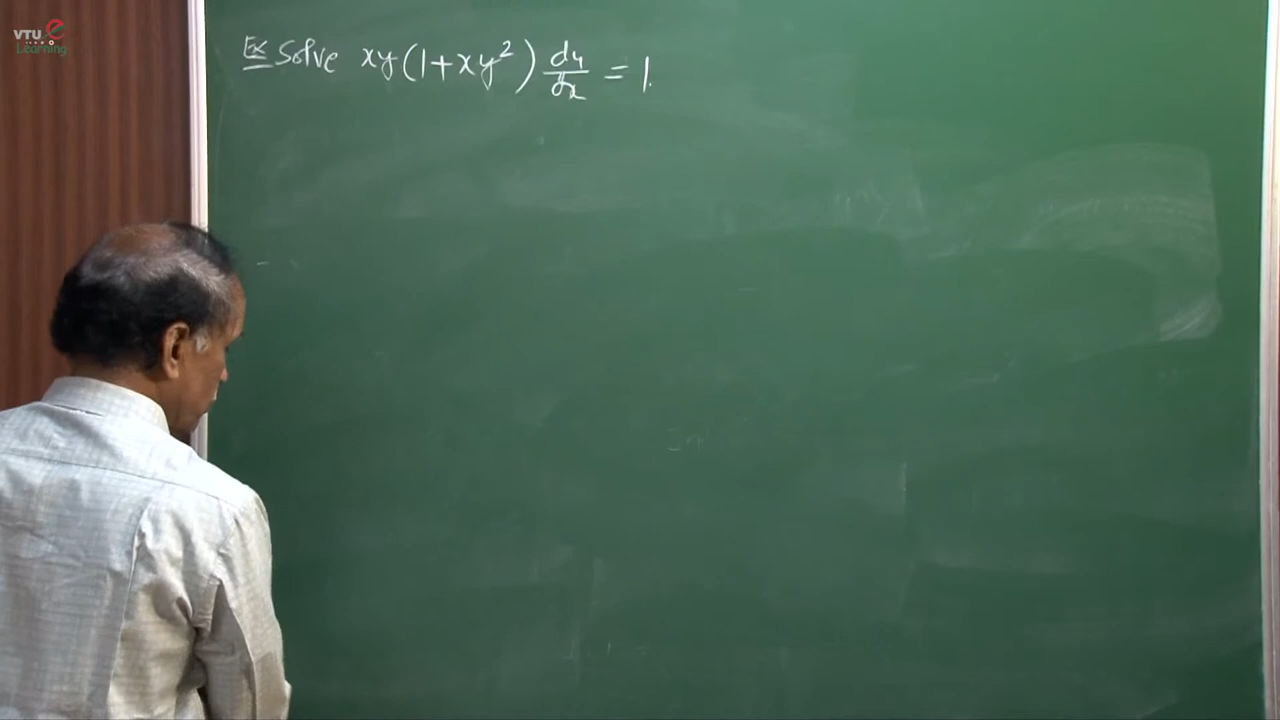 VTU e
Learning
Ex Solve xy(1+xy²) dy/dx = 1.